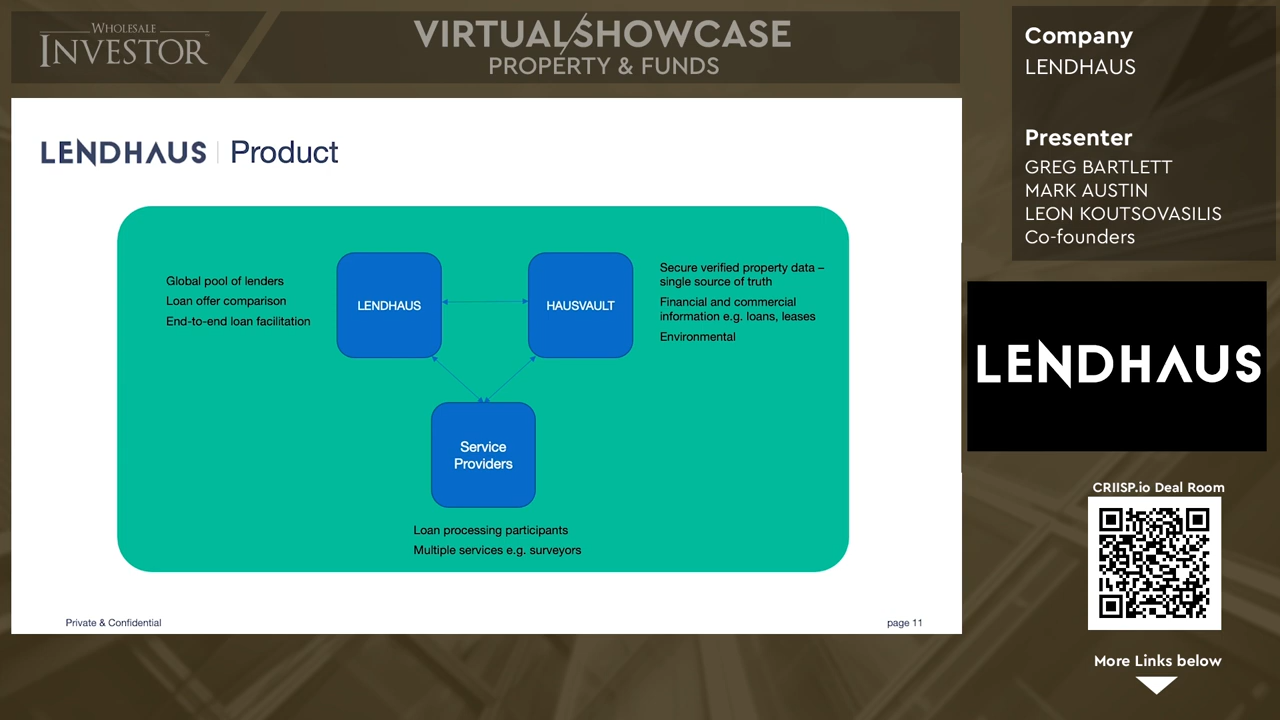 WHOLESALE
INVESTOR
VIRTUAL SHOWCASE
PROPERTY & FUNDS
Company
LENDHAUS
Presenter
GREG BARTLETT
MARK AUSTIN
LEON KOUTSOVASILIS
Co-founders
LENDHAUS | Product
Global pool of lenders
Loan offer comparison
End-to-end loan facilitation
LENDHAUS
HAUSVAULT
Secure verified property data –
single source of truth
Financial and commercial
information e.g. loans, leases
Environmental
Service
Providers
Loan processing participants
Multiple services e.g. surveyors
Private & Confidential
page 11
LENDHAUS
CRIISP.io Deal Room
More Links below